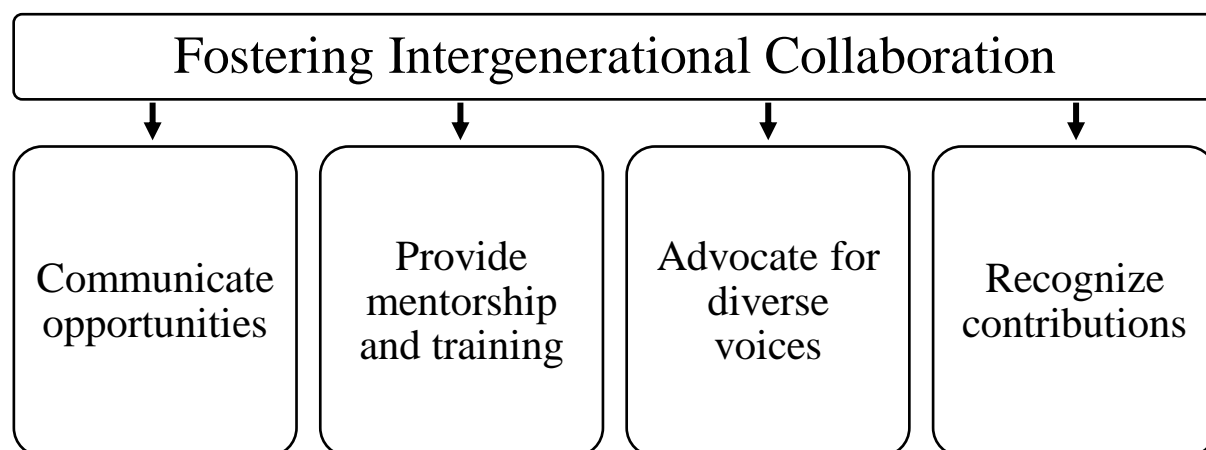 Fostering Intergenerational Collaboration
Communicate
opportunities
Provide
mentorship
and training
Advocate for
diverse
voices
Recognize
contributions